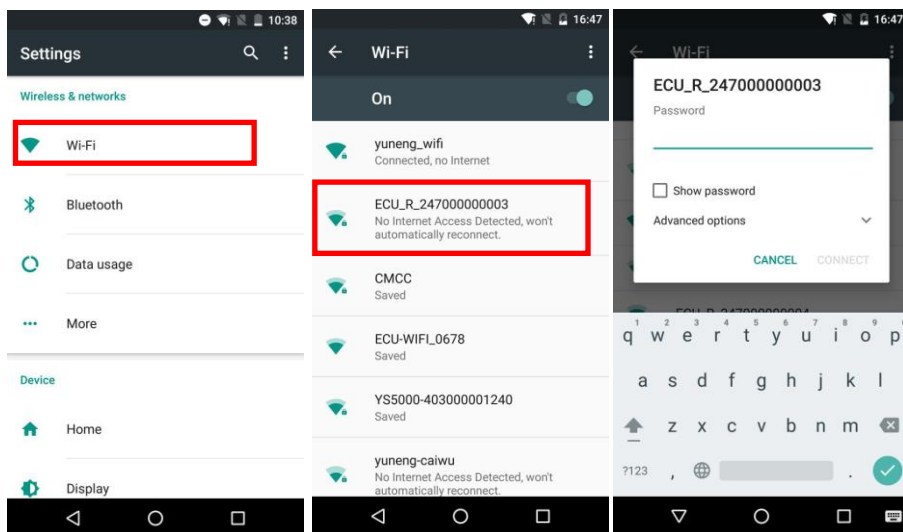 10:38
Settings
Wireless & networks
Wi-Fi
Bluetooth
Data usage
More
Device
Home
Display
16:47
Wi-Fi
On
yuneng_wifi
Connected, no Internet
ECU_R_247000000003
No Internet Access Detected, won't
automatically reconnect.
CMCC
Saved
ECU-WIFI_0678
Saved
YS5000-403000001240
Saved
yuneng-caiwu
No Internet Access Detected, won't
automatically reconnect.
16:47
Wi-Fi
ECU_R_247000000003
Password
Show password
Advanced options
CANCEL CONNECT
1 2 3 4 5 6 7 8 9
q w e r t y u i o p
a s d f g h j k l
z x c v b n m
?123 , .